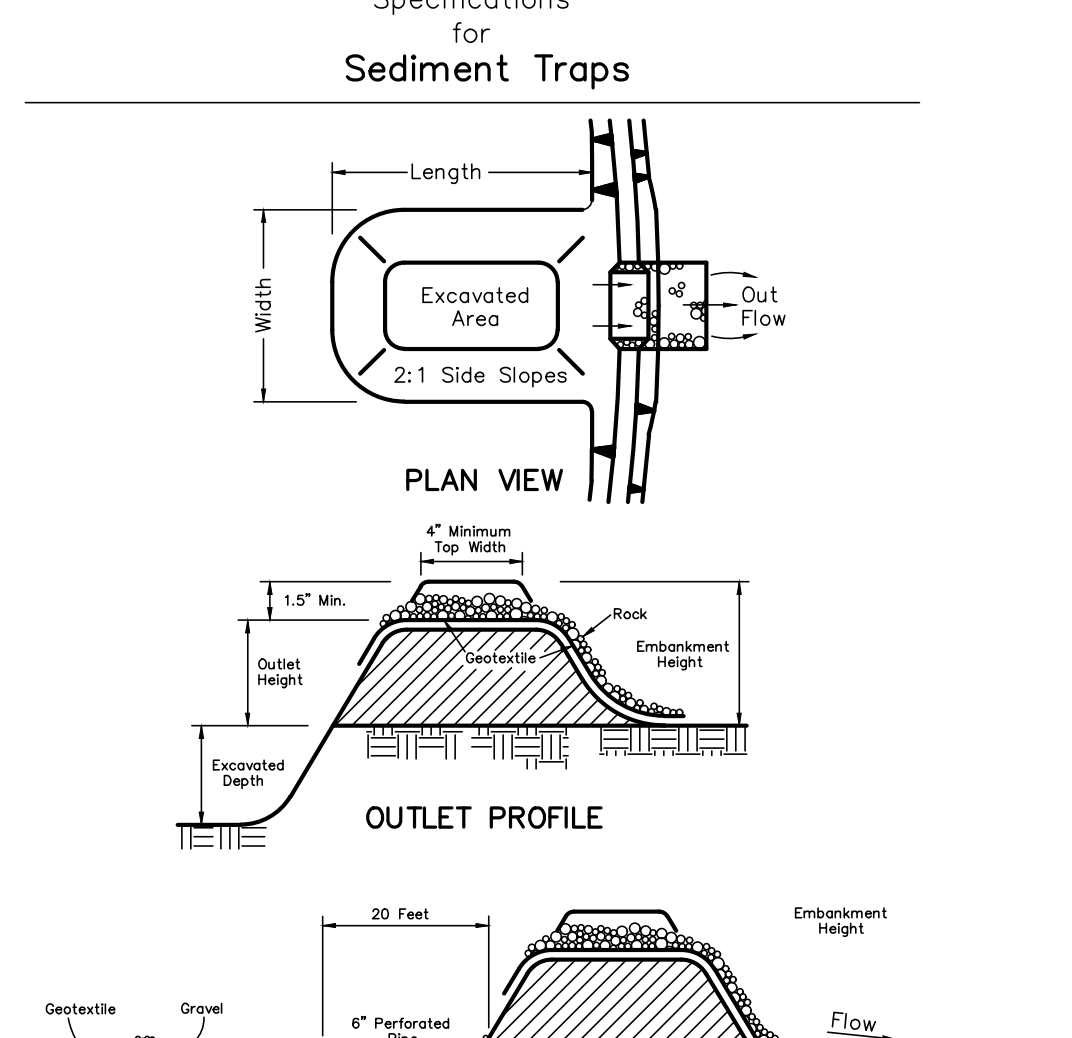 Specifications
for
Sediment Traps
Length
Width
Excavated
Area
2:1 Side Slopes
Out
Flow
PLAN VIEW
4” Minimum
Top Width
1.5” Min.
Rock
Geotextile
Embankment
Height
Outlet
Height
Excavated
Depth
OUTLET PROFILE
20 Feet
Embankment
Height
Geotextile
Gravel
6” Perforated
Pipe
Flow